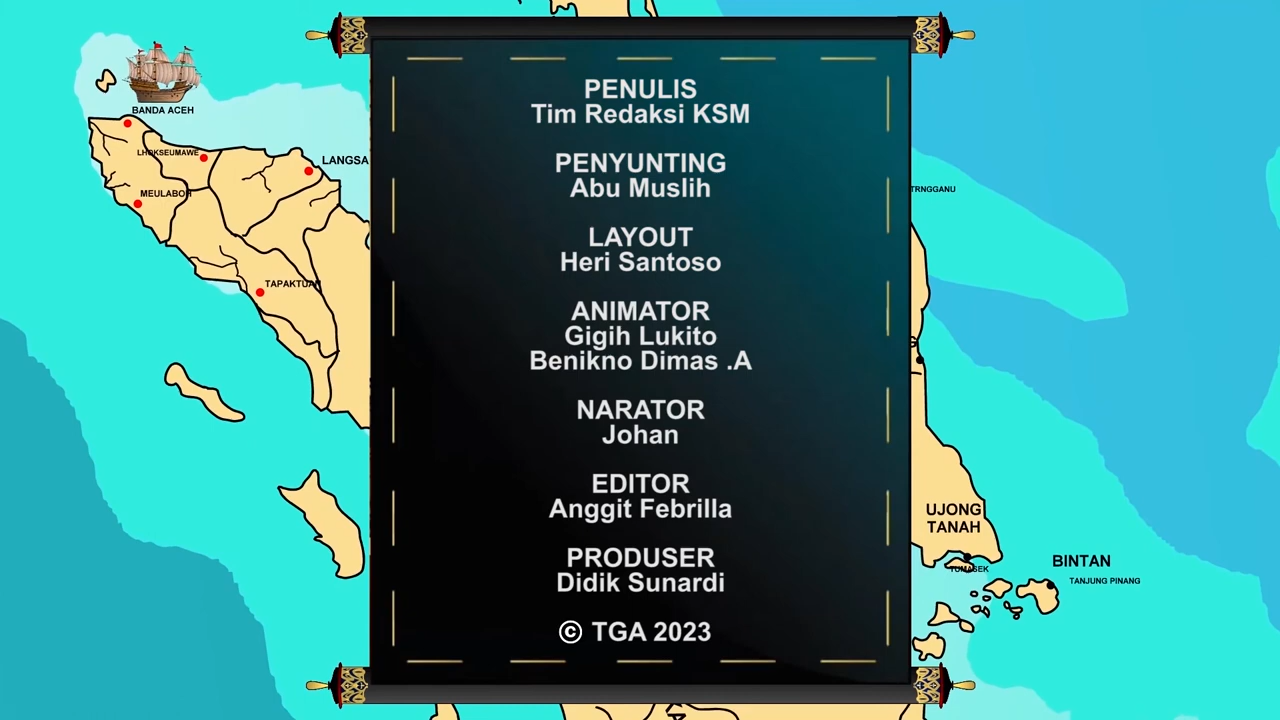 PENULIS
Tim Redaksi KSM
PENYUNTING
Abu Muslih
LAYOUT
Heri Santoso
ANIMATOR
Gigih Lukito
Benikno Dimas .A
NARATOR
Johan
EDITOR
Anggit Febrilla
PRODUSER
Didik Sunardi
© TGA 2023
BANDA ACEH
LHOKSEUMAWE
LANGSA
MEULABOH
TAPAKTUAN
TRNGGANU
UJONG
TANAH
TUMASEK
BINTAN
TANJUNG PINANG